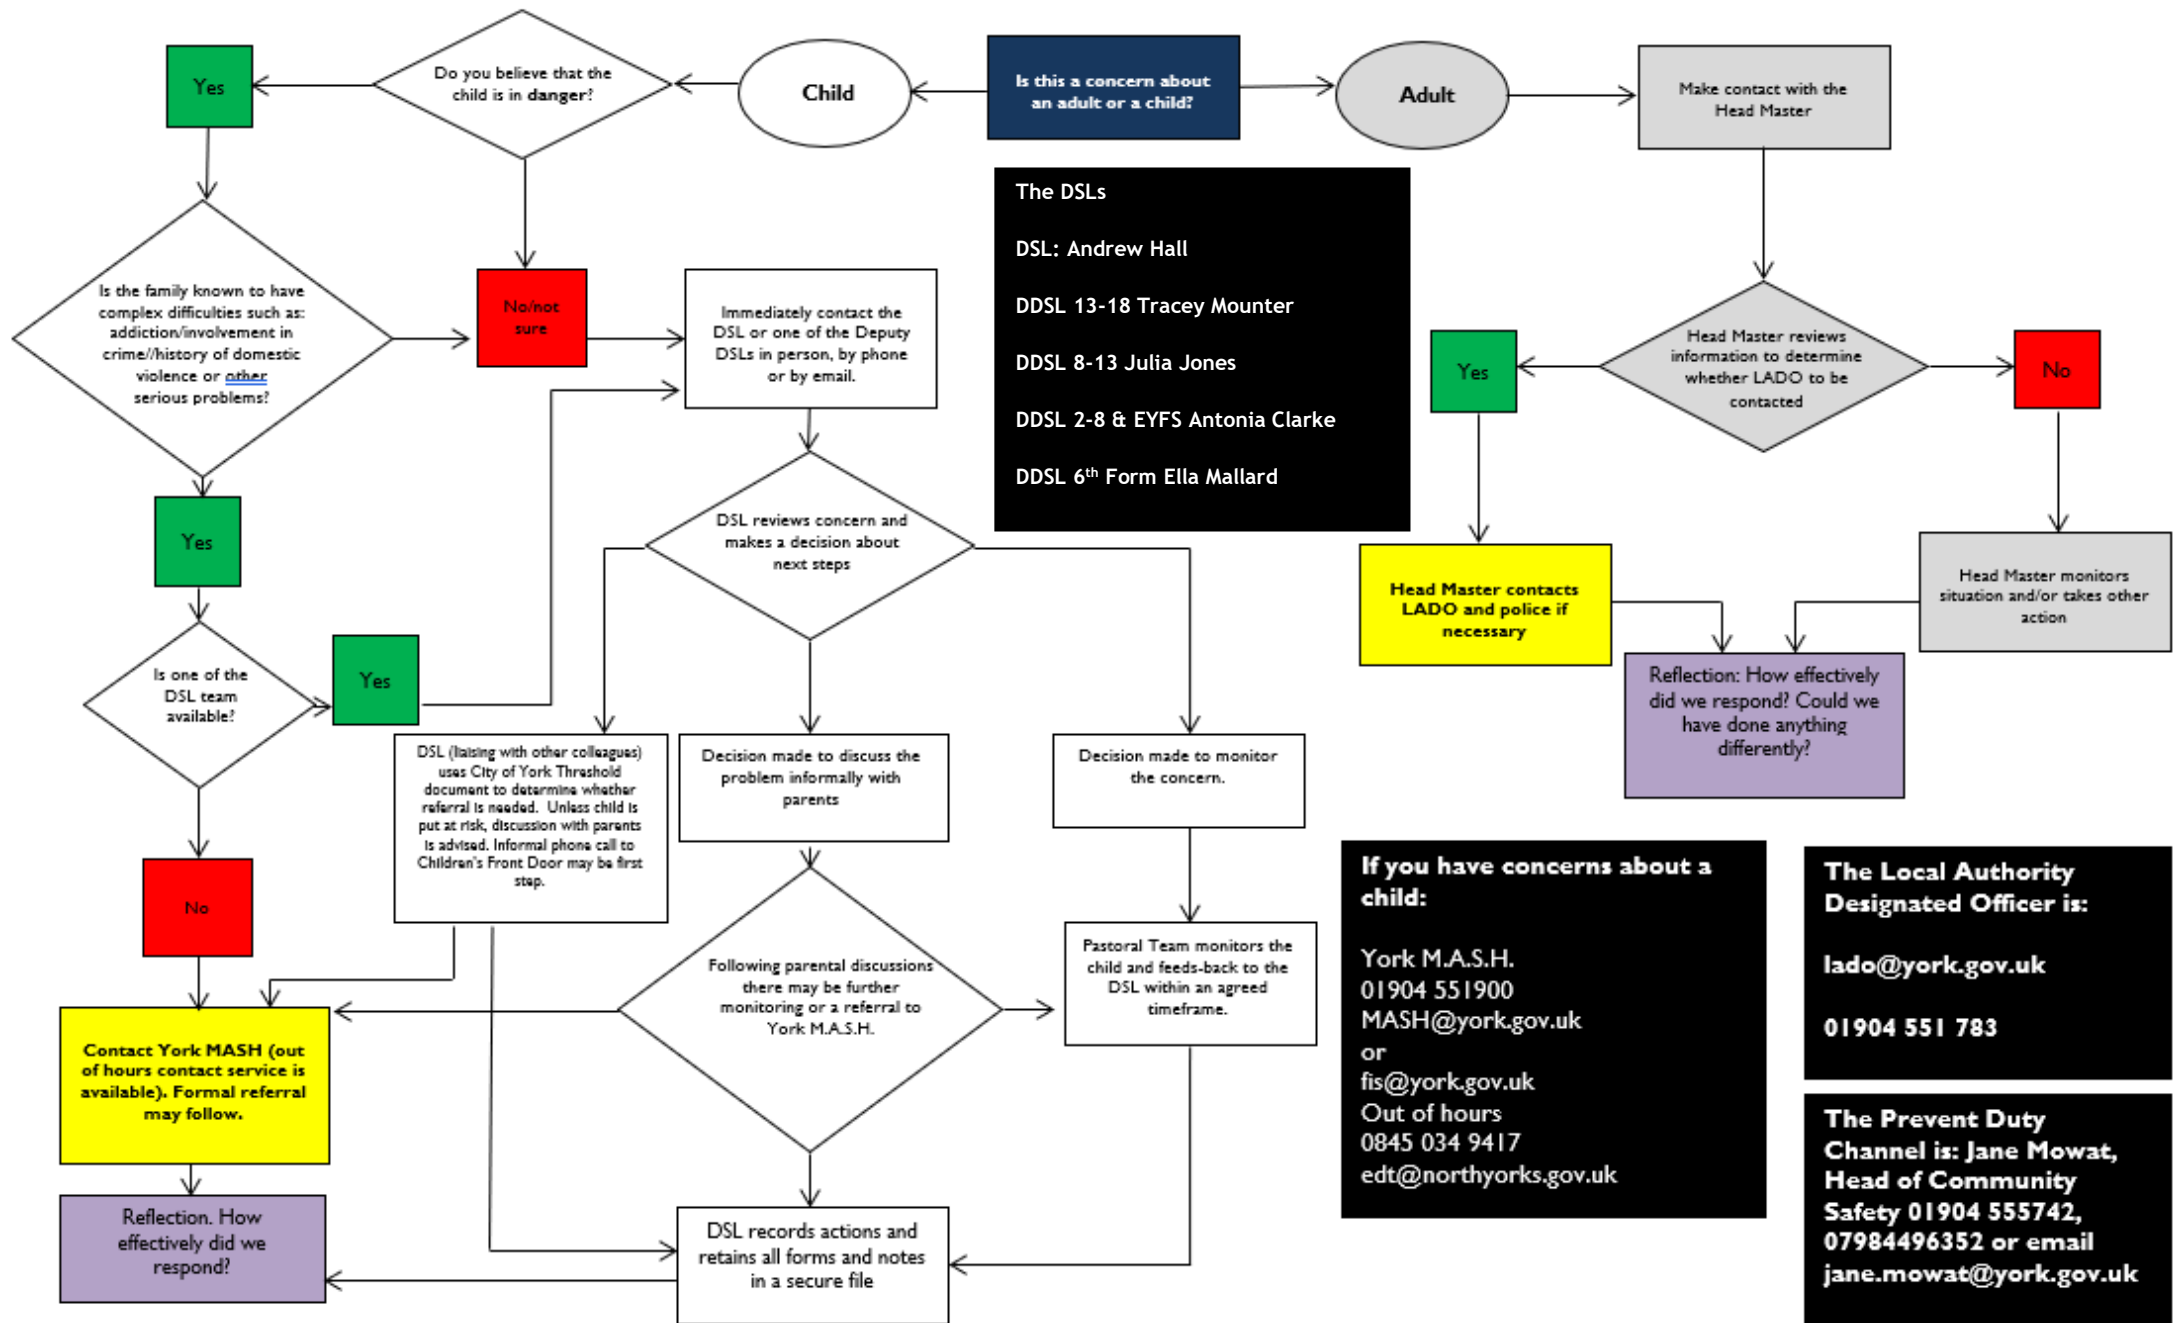 Is this a concern about
an adult or a child?
Child
Do you believe that the
child is in danger?
Yes
Adult
Make contact with the
Head Master
The DSLs
DSL: Andrew Hall
DDSL 13-18 Tracey Mounter
DDSL 8-13 Julia Jones
DDSL 2-8 & EYFS Antonia Clarke
DDSL 6th Form Ella Mallard
Is the family known to have
complex difficulties such as:
addiction/involvement in
crime//history of domestic
violence or other
serious problems?
No/not
sure
Immediately contact the
DSL or one of the Deputy
DSLs in person, by phone
or by email.
Head Master reviews
information to determine
whether LADO to be
contacted
Yes
No
Yes
DSL reviews concern and
makes a decision about
next steps
Head Master contacts
LADO and police if
necessary
Head Master monitors
situation and/or takes other
action
Is one of the
DSL team
available?
Yes
Reflection: How effectively
did we respond? Could we
have done anything
differently?
DSL (liaising with other colleagues)
uses City of York Threshold
document to determine whether
referral is needed.  Unless child is
put at risk, discussion with parents
is advised. Informal phone call to
Children's Front Door may be first
step.
Decision made to discuss the
problem informally with
parents
Decision made to monitor
the concern.
No
Following parental discussions
there may be further
monitoring or a referral to
York M.A.S.H.
Pastoral Team monitors the
child and feeds-back to the
DSL within an agreed
timeframe.
Contact York MASH (out
of hours contact service is
available). Formal referral
may follow.
Reflection. How
effectively did we
respond?
DSL records actions and
retains all forms and notes
in a secure file
If you have concerns about a
child:
York M.A.S.H.
01904 551900
MASH@york.gov.uk
or
fis@york.gov.uk
Out of hours
0845 034 9417
edt@northyorks.gov.uk
The Local Authority
Designated Officer is:
lado@york.gov.uk
01904 551 783
The Prevent Duty
Channel is: Jane Mowat,
Head of Community
Safety 01904 555742,
07984496352 or email
jane.mowat@york.gov.uk